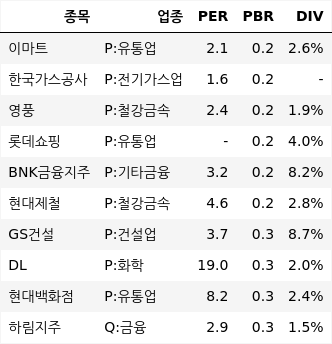 종목 업종 PER PBR DIV
이마트 P:유통업 2.1 0.2 2.6%
한국가스공사 P:전기가스업 1.6 0.2 -
영풍 P:철강금속 2.4 0.2 1.9%
롯데쇼핑 P:유통업 - 0.2 4.0%
BNK금융지주 P:기타금융 3.2 0.2 8.2%
현대제철 P:철강금속 4.6 0.2 2.8%
GS건설 P:건설업 3.7 0.3 8.7%
DL P:화학 19.0 0.3 2.0%
현대백화점 P:유통업 8.2 0.3 2.4%
하림지주 Q:금융 2.9 0.3 1.5%